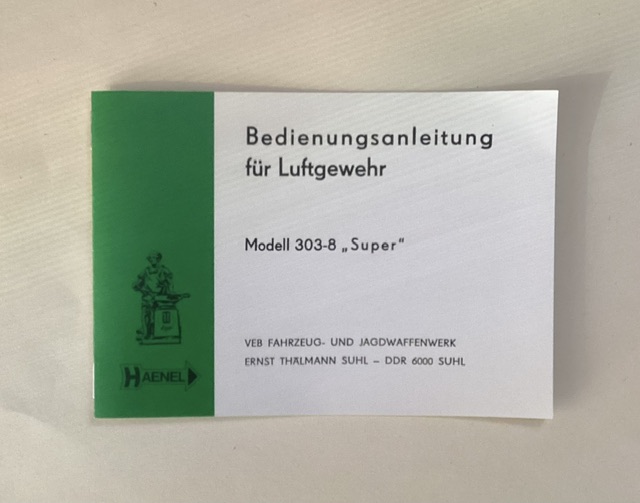 Bedienungsanleitung
für Luftgewehr
Modell 303-8 „Super“
VEB FAHRZEUG- UND JAGDWAFFENWERK
ERNST THÄLMANN SUHL – DDR 6000 SUHL
HAENEL